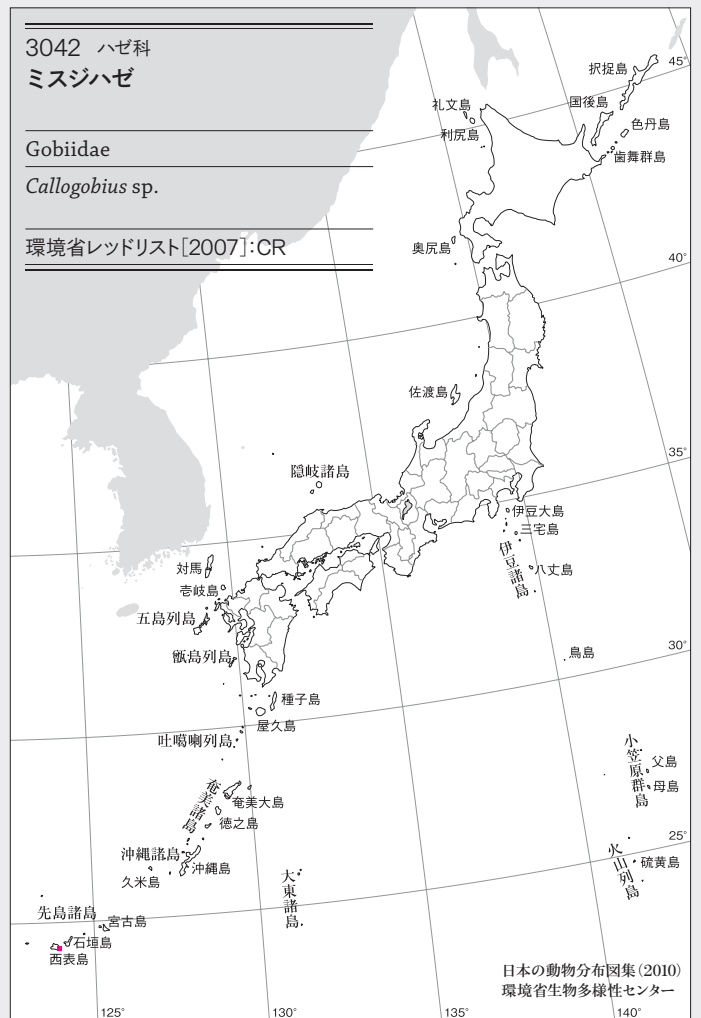 3042 ハゼ科
ミスジハゼ
Gobiidae
Callogobius sp.
環境省レッドリスト[2007]:CR
45°
択捉島
国後島
色丹島
歯舞群島
礼文島
利尻島
奥尻島
40°
佐渡島
35°
隠岐諸島
伊豆大島
三宅島
八丈島
伊豆諸島
対馬
壱岐島
五島列島
甑島列島
鳥島
30°
種子島
屋久島
吐噶喇列島
小笠原群島
父島
母島
奄美諸島
奄美大島
徳之島
25°
沖縄諸島
沖縄島
久米島
大東諸島
火山列島
硫黄島
先島諸島
宮古島
石垣島
西表島
日本の動物分布図集(2010)
環境省生物多様性センター
125°
130°
135°
140°